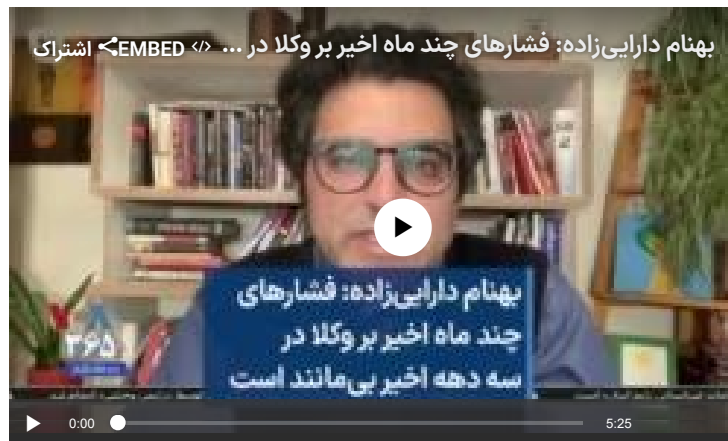 بهنام دارایی‌زاده: فشارهای چند ماه اخیر بر وکلا در ... EMBED اشتراک
بهنام دارایی‌زاده: فشارهای
چند ماه اخیر بر وکلا در
سه دهه اخیر بی‌مانند است
۳۶۵
0:00 5:25